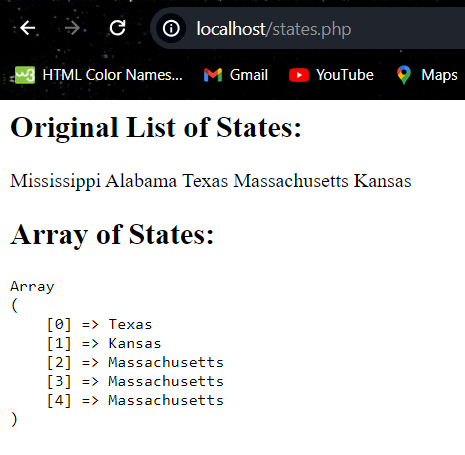 localhost/states.php
w3 HTML Color Names... Gmail YouTube Maps
Original List of States:
Mississippi Alabama Texas Massachusetts Kansas
Array of States:
Array
(
[0] => Texas
[1] => Kansas
[2] => Massachusetts
[3] => Massachusetts
[4] => Massachusetts
)